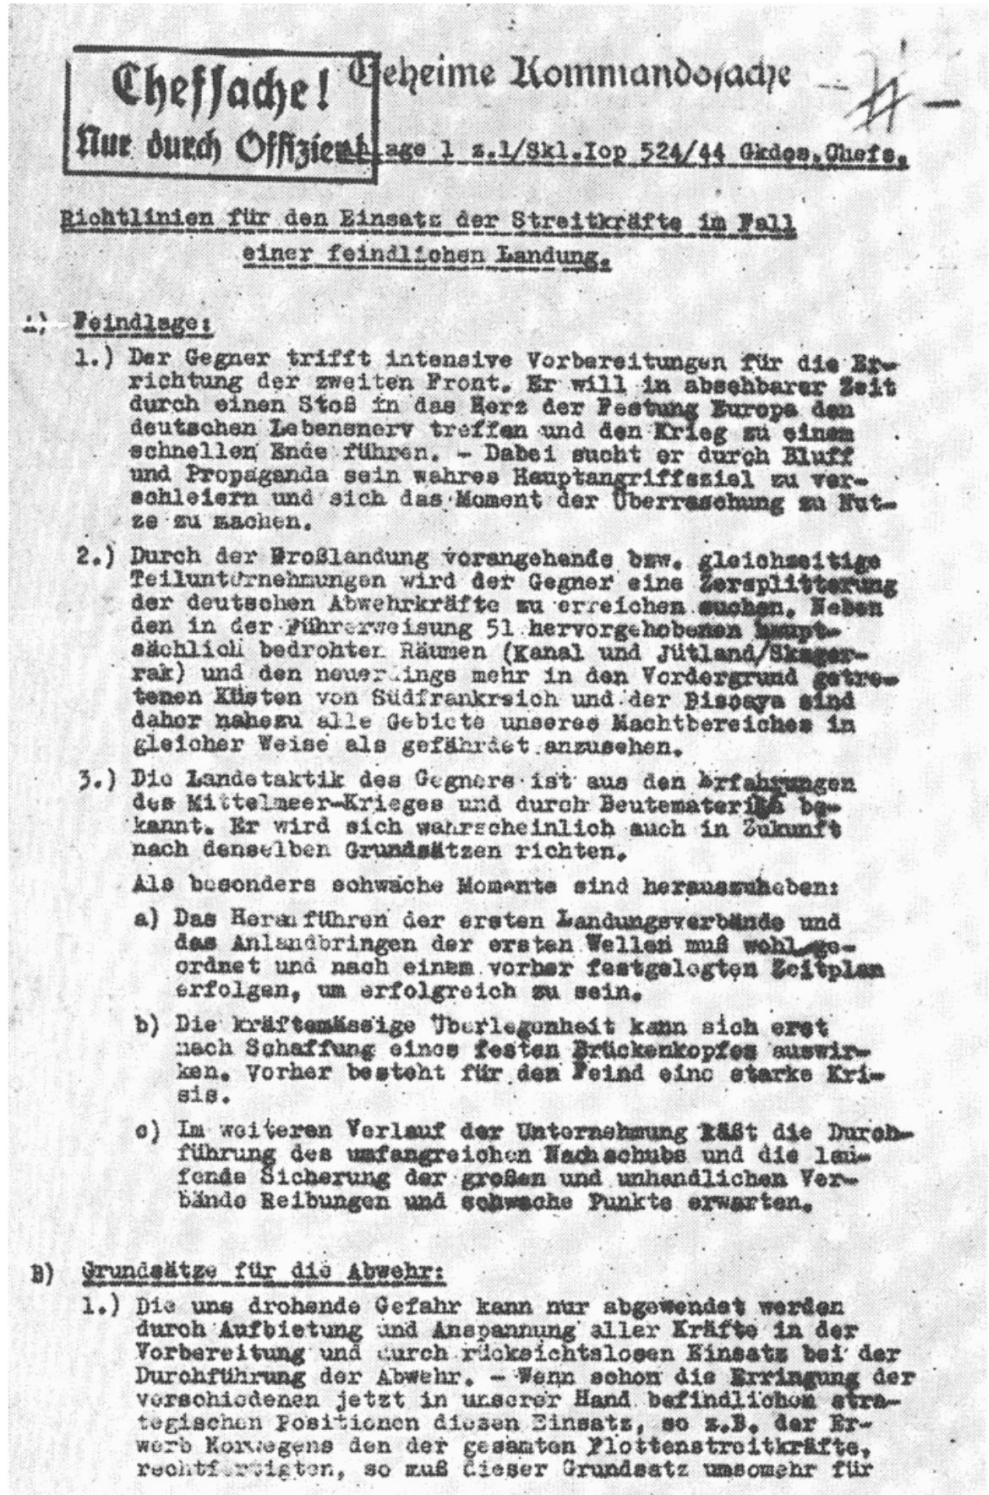 Chefsache!
Nur durch Offizier!
Geheime Kommandosache
age 1 z.1/Skl.Iop 524/44 Gkdos.Chefs.
Richtlinien für den Einsatz der Streitkräfte im Fall
einer feindlichen Landung.
A) Feindlage:
1.) Der Gegner trifft intensive Vorbereitungen für die Er-
richtung der zweiten Front. Er will in absehbarer Zeit
durch einen Stoß in das Herz der Festung Europa den
deutschen Lebensnerv treffen und den Krieg zu einem
schnellen Ende führen. - Dabei sucht er durch Bluff
und Propaganda sein wahres Hauptangriffsziel zu ver-
schleiern und sich das Moment der Überraschung zu Nut-
ze zu machen.
2.) Durch der Großlandung vorangehende bzw. gleichzeitige
Teilunternehmungen wird der Gegner eine Zersplitterung
der deutschen Abwehrkräfte zu erreichen suchen. Neben
den in der Führerweisung 51 hervorgehobenen haupt-
sächlich bedrohten Räumen (Kanal und Jütland/Skager-
rak) und den neuerdings mehr in den Vordergrund getre-
tenen Küsten von Südfrankreich und der Biscaya sind
daher nahezu alle Gebiete unseres Machtbereiches in
gleicher Weise als gefährdet anzusehen.
3.) Die Landetaktik des Gegners ist aus den Erfahrungen
des Mittelmeer-Krieges und durch Beutematerial be-
kannt. Er wird sich wahrscheinlich auch in Zukunft
nach denselben Grundsätzen richten.
Als besonders schwache Momente sind herauszuheben:
a) Das Heranführen der ersten Landungsverbände und
das Anlandbringen der ersten Wellen muß wohl ge-
ordnet und nach einem vorher festgelegten Zeitplan
erfolgen, um erfolgreich zu sein.
b) Die kräftemässige Überlegenheit kann sich erst
nach Schaffung eines festen Brückenkopfes auswir-
ken. Vorher besteht für den Feind eine starke Kri-
sis.
c) Im weiteren Verlauf der Unternehmung läßt die Durch-
führung des umfangreichen Nachschubs und die lau-
fende Sicherung der großen und unhandlichen Ver-
bände Reibungen und schwache Punkte erwarten.
B) Grundsätze für die Abwehr:
1.) Die uns drohende Gefahr kann nur abgewendet werden
durch Aufbietung und Anspannung aller Kräfte in der
Vorbereitung und durch rücksichtslosen Einsatz bei der
Durchführung der Abwehr. - Wenn schon die Erringung der
verschiedenen jetzt in unserer Hand befindlichen stra-
tegischen Positionen diesen Einsatz, so z.B. der Er-
werb Norwegens den der gesamten Flottenstreitkräfte,
rechtfertigten, so muß dieser Grundsatz umsomehr für